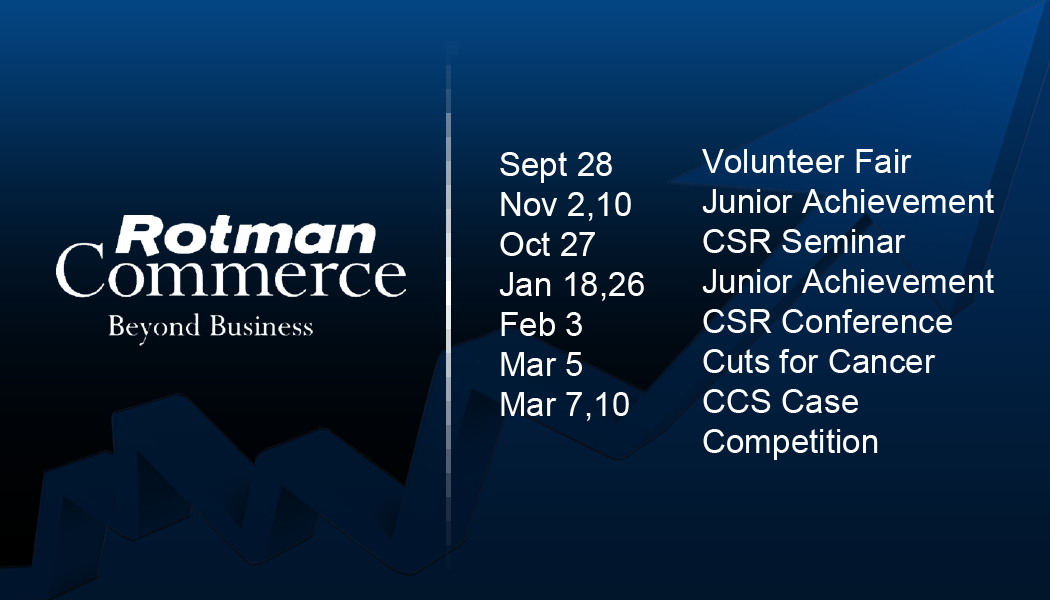 Rotman
Commerce
Beyond Business
Sept 28 Volunteer Fair
Nov 2,10 Junior Achievement
Oct 27 CSR Seminar
Jan 18,26 Junior Achievement
Feb 3 CSR Conference
Mar 5 Cuts for Cancer
Mar 7,10 CCS Case
Competition